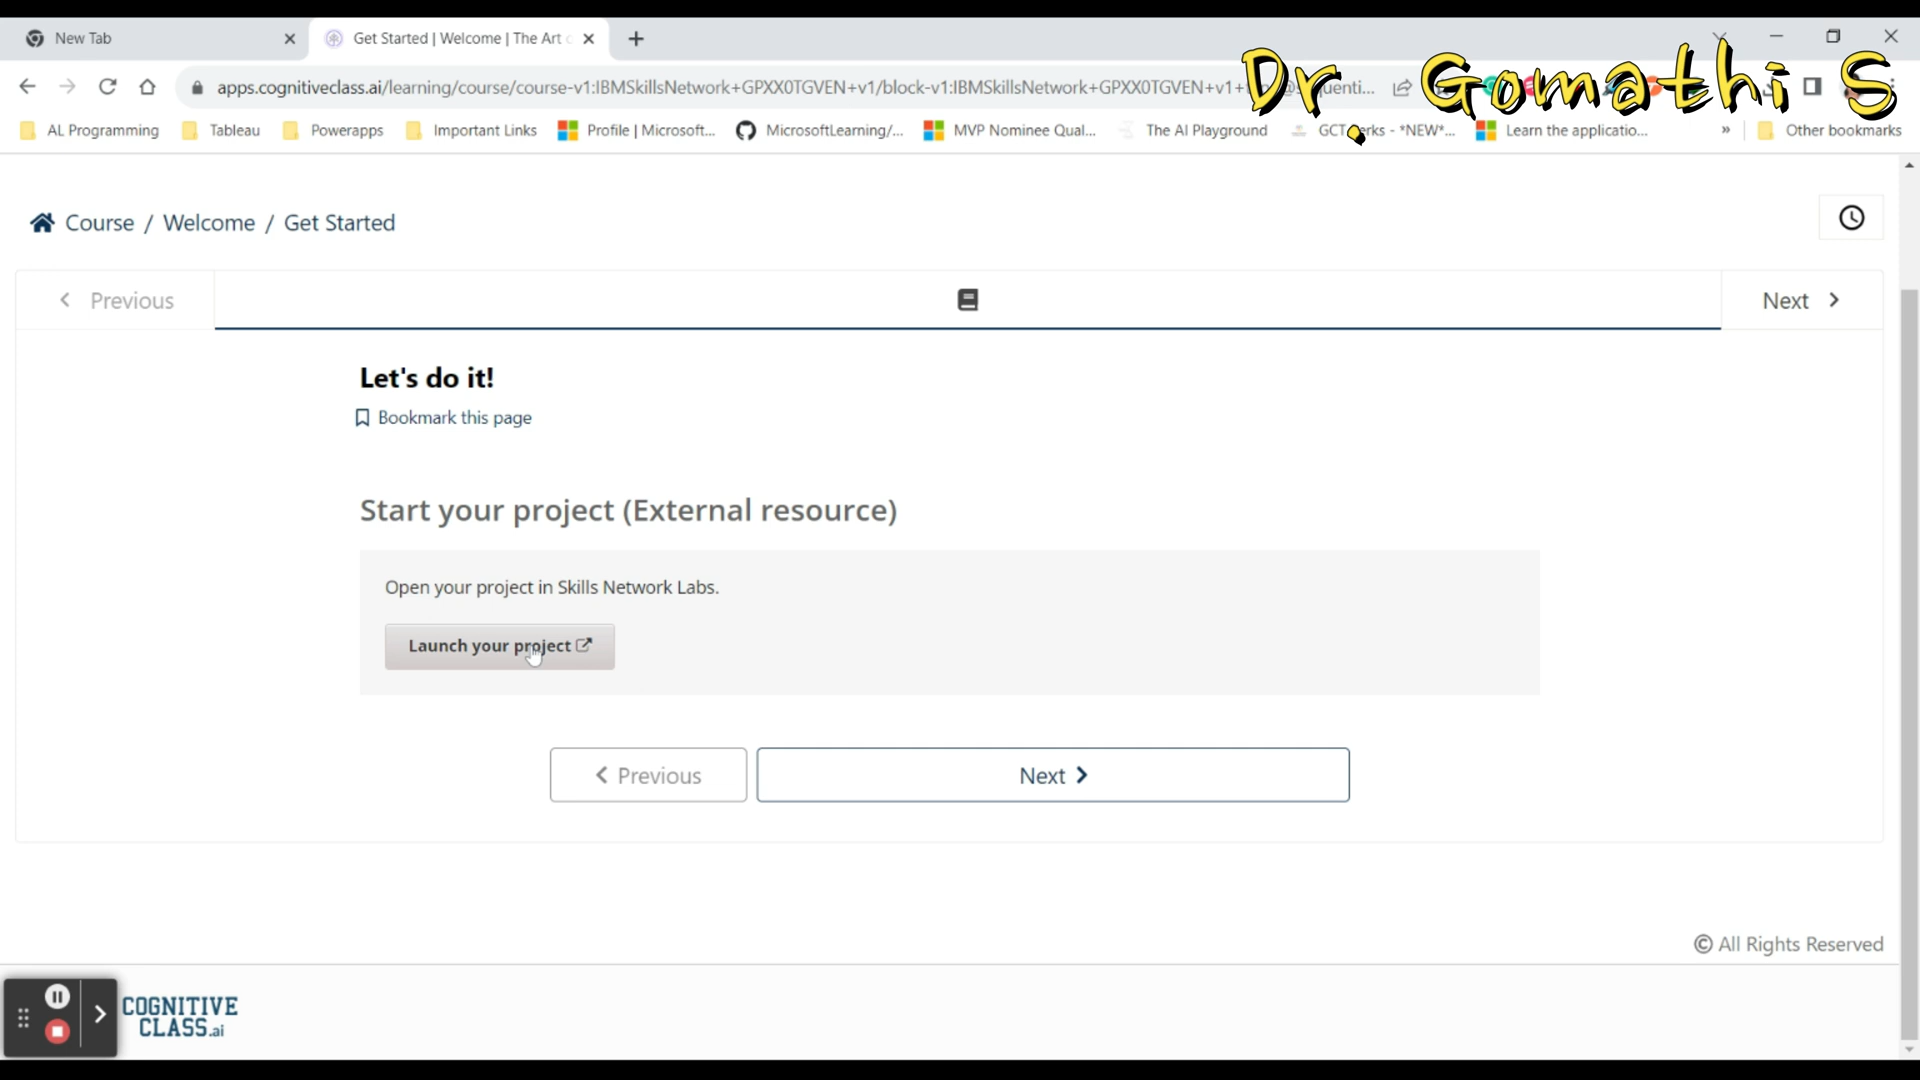 New Tab
Get Started | Welcome | The Art
apps.cognitiveclass.ai/learning/course/course-v1:IBMSkillsNetwork+GPXX0TGVEN+v1/block-v1:IBMSkillsNetwork+GPXX0TGVEN+v1+
Dr. Gomathi S
AL Programming
Tableau
Powerapps
Important Links
Profile | Microsoft...
MicrosoftLearning/...
MVP Nominee Qual...
The AI Playground
GCT *NEW*...
Learn the applicatio...
»
Other bookmarks
Course / Welcome / Get Started
Previous
Next
Let's do it!
Bookmark this page
Start your project (External resource)
Open your project in Skills Network Labs.
Launch your project
Previous
Next
© All Rights Reserved
COGNITIVE
CLASS.ai